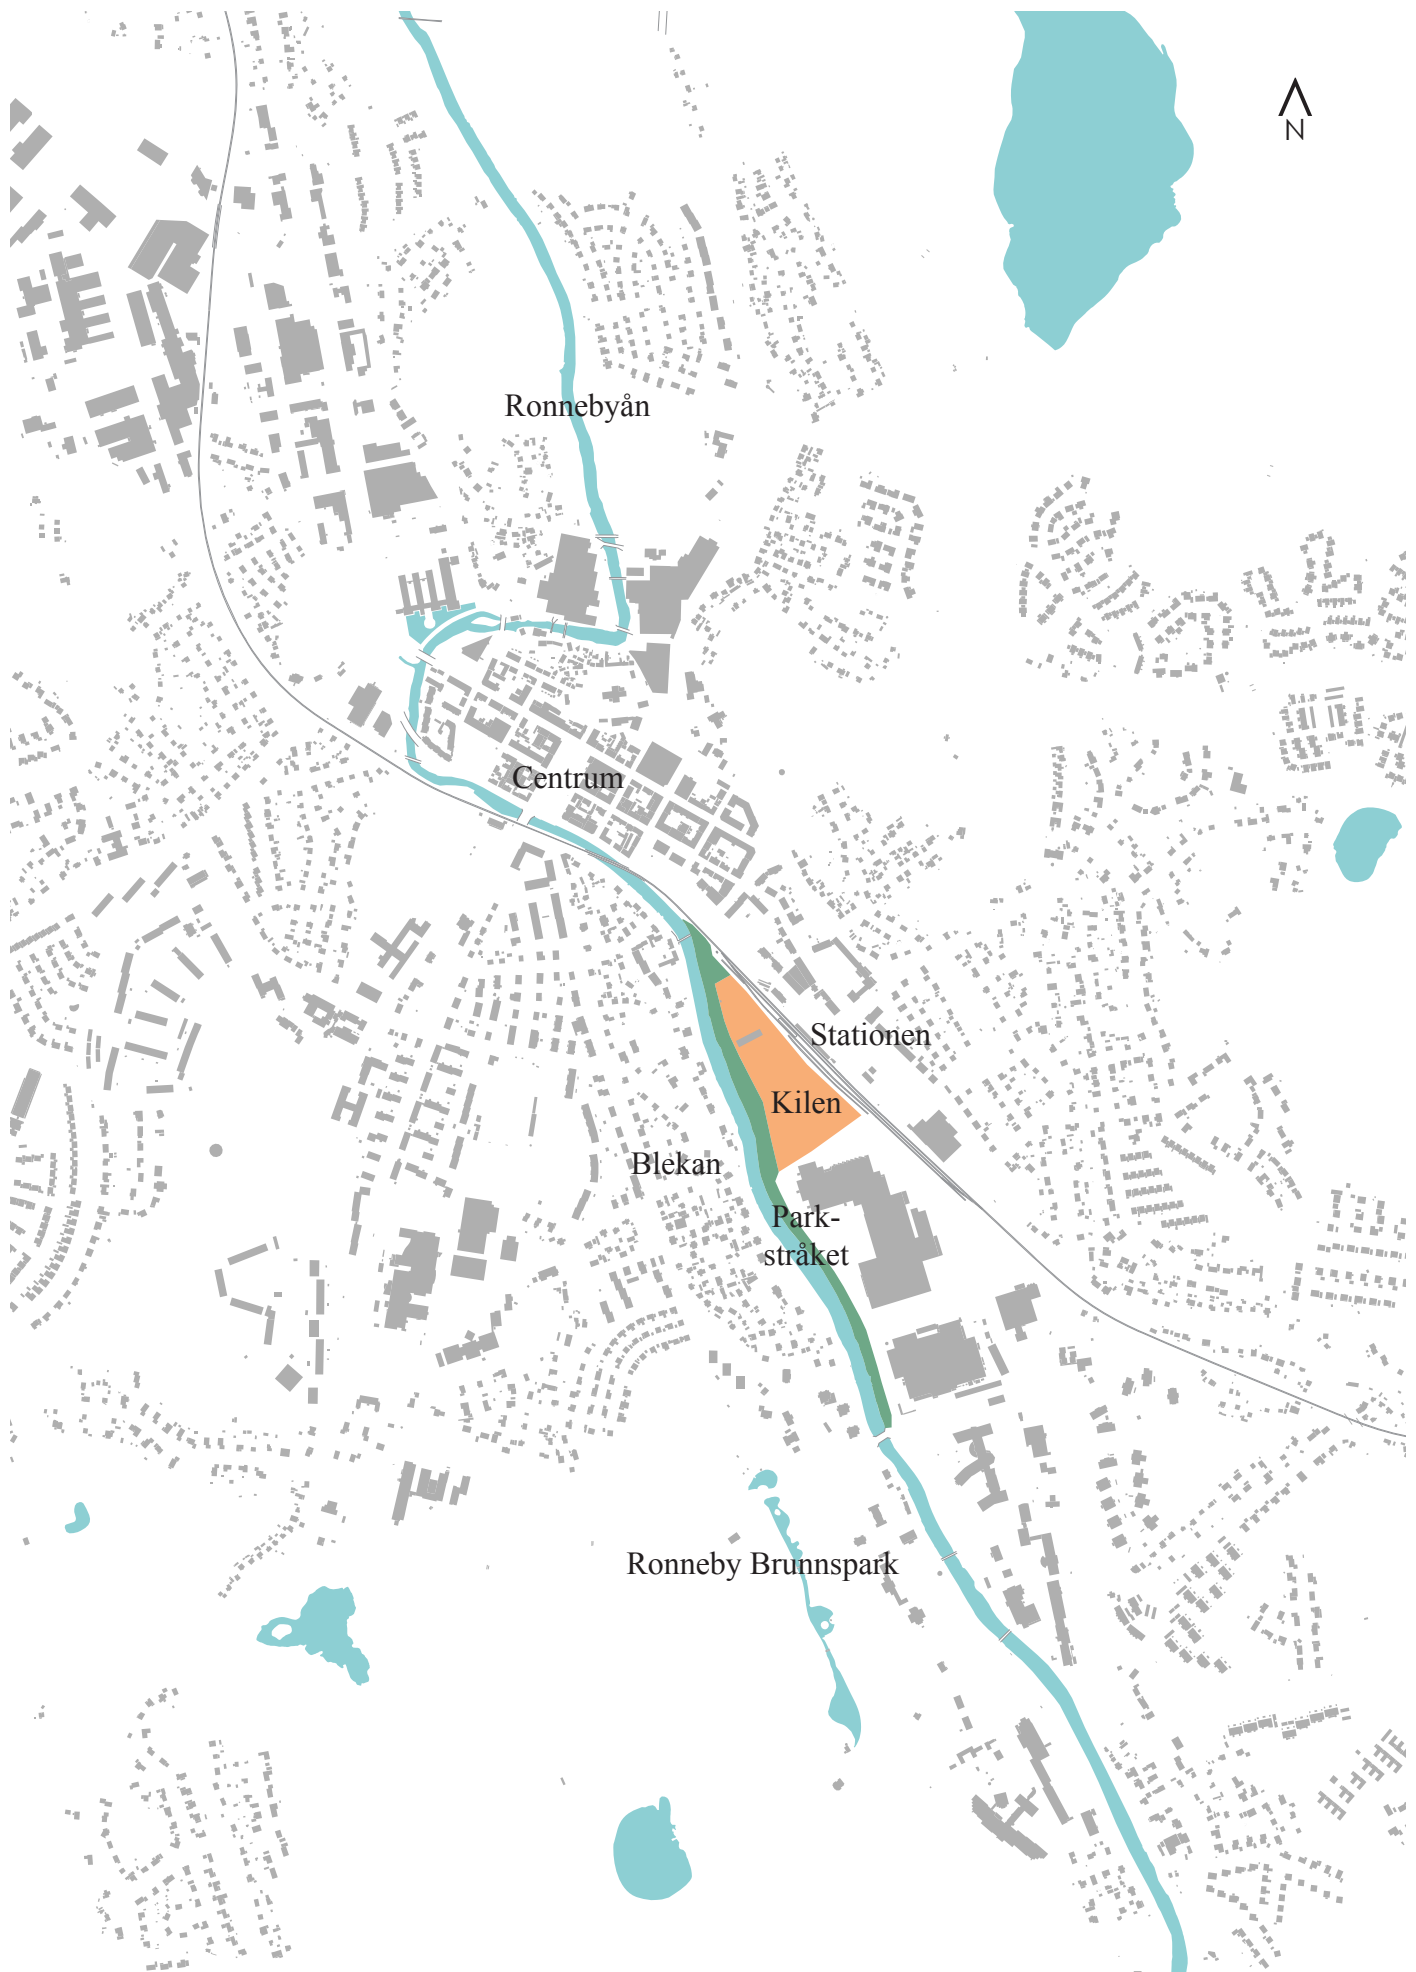 N
Ronnebyån
Centrum
Stationen
Kilen
Blekan
Park-
stråket
Ronneby Brunnspark